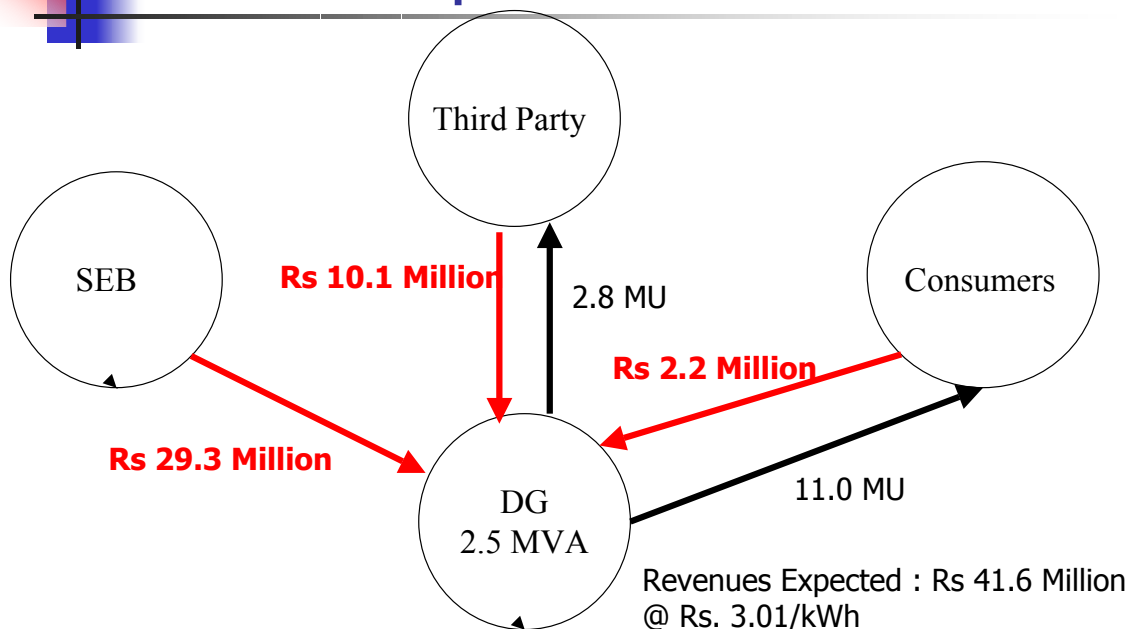 Third Party
SEB
Rs 10.1 Million
2.8 MU
Consumers
Rs 2.2 Million
Rs 29.3 Million
11.0 MU
DG
2.5 MVA
Revenues Expected : Rs 41.6 Million
@ Rs. 3.01/kWh